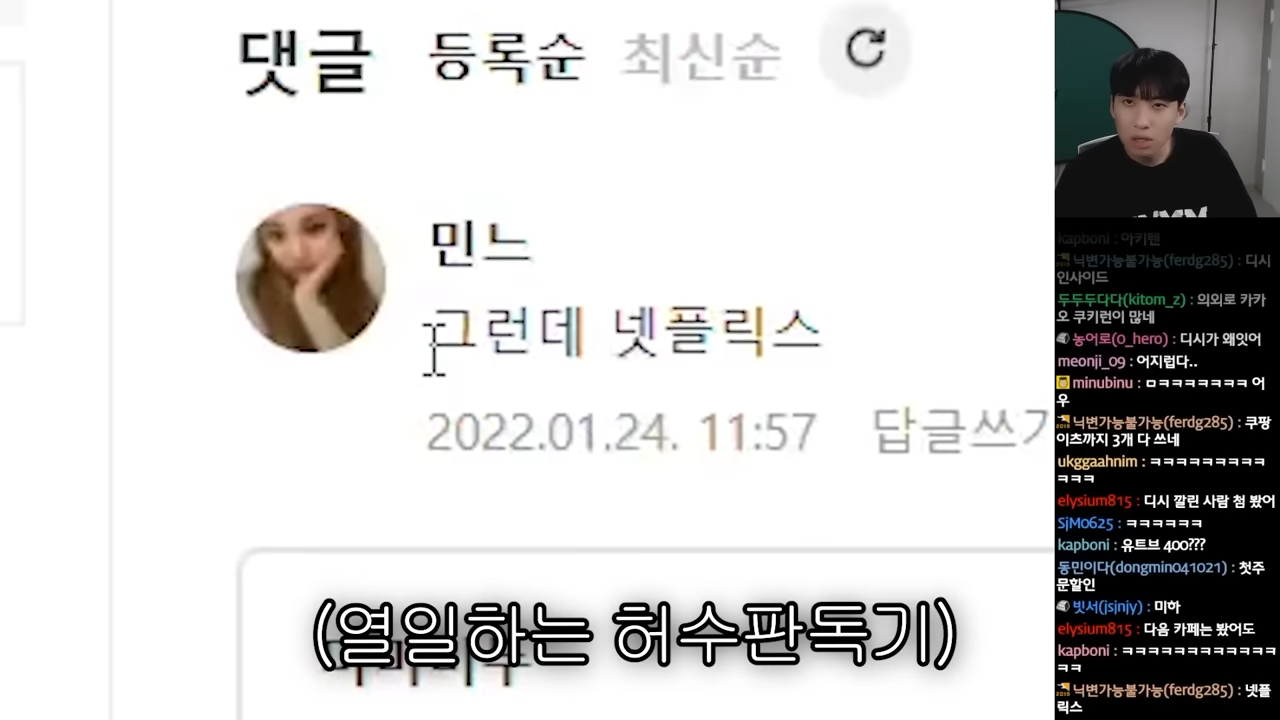 댓글 등록순 최신순
민느
그런데 넷플릭스
2022.01.24. 11:57 답글쓰기
(열일하는 허수판독기)
kapboni : 아키텐
닉변가능불가능(ferdg285) : 디시
인사이드
두두두다다(kitom_z) : 의외로 카카
오 쿠키런이 많네
농어로(o_hero) : 디시가 왜잇어
meonji_09 : 어지럽다..
minubinu : ㅁㅋㅋㅋㅋㅋㅋㅋㅋ 어
우
닉변가능불가능(ferdg285) : 쿠팡
이츠까지 3개 다 쓰네
ukggaahnim : ㅋㅋㅋㅋㅋㅋㅋㅋㅋ
ㅋㅋㅋ
elysium815 : 디시 깔린 사람 첨 봤어
SjM0625 : ㅋㅋㅋㅋㅋㅋ
kapboni : 유트브 400???
동민이다(dongmin041021) : 첫주
문할인
빗서(jsjnjy) : 미하
elysium815 : 다음 카페는 봤어도
kapboni : ㅋㅋㅋㅋㅋㅋㅋㅋㅋㅋㅋㅋ
ㅋㅋ
닉변가능불가능(ferdg285) : 넷플
릭스